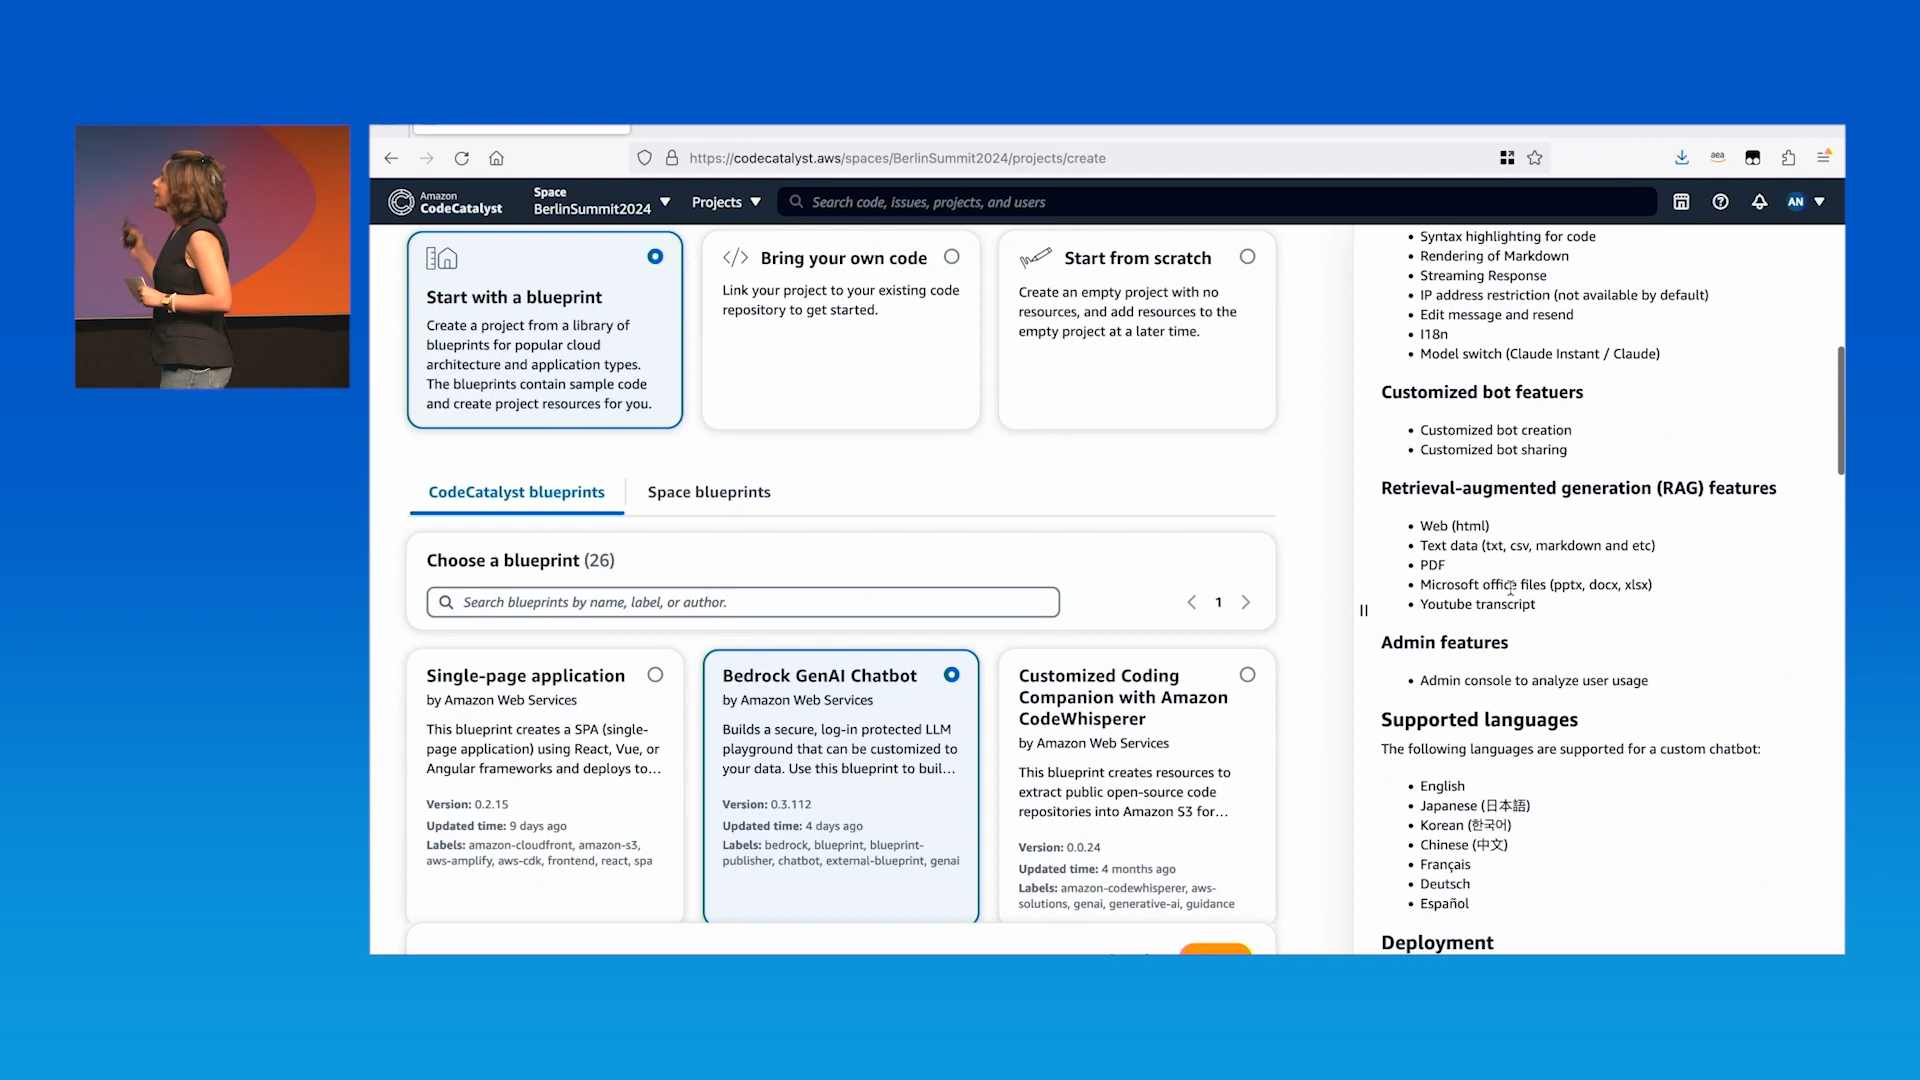 https://codecatalyst.aws/spaces/BerlinSummit2024/projects/create
aea
Amazon
CodeCatalyst
Space
BerlinSummit2024
Projects
Search code, issues, projects, and users
AN
Start with a blueprint
Create a project from a library of
blueprints for popular cloud
architecture and application types.
The blueprints contain sample code
and create project resources for you.
Bring your own code
Link your project to your existing code
repository to get started.
Start from scratch
Create an empty project with no
resources, and add resources to the
empty project at a later time.
CodeCatalyst blueprints
Space blueprints
Choose a blueprint (26)
Search blueprints by name, label, or author.
1
Single-page application
by Amazon Web Services
This blueprint creates a SPA (single-
page application) using React, Vue, or
Angular frameworks and deploys to...
Version: 0.2.15
Updated time: 9 days ago
Labels: amazon-cloudfront, amazon-s3,
aws-amplify, aws-cdk, frontend, react, spa
Bedrock GenAI Chatbot
by Amazon Web Services
Builds a secure, log-in protected LLM
playground that can be customized to
your data. Use this blueprint to buil...
Version: 0.3.112
Updated time: 4 days ago
Labels: bedrock, blueprint, blueprint-
publisher, chatbot, external-blueprint, genai
Customized Coding
Companion with Amazon
CodeWhisperer
by Amazon Web Services
This blueprint creates resources to
extract public open-source code
repositories into Amazon S3 for...
Version: 0.0.24
Updated time: 4 months ago
Labels: amazon-codewhisperer, aws-
solutions, genai, generative-ai, guidance
• Syntax highlighting for code
• Rendering of Markdown
• Streaming Response
• IP address restriction (not available by default)
• Edit message and resend
• I18n
• Model switch (Claude Instant / Claude)
Customized bot featuers
• Customized bot creation
• Customized bot sharing
Retrieval-augmented generation (RAG) features
• Web (html)
• Text data (txt, csv, markdown and etc)
• PDF
• Microsoft office files (pptx, docx, xlsx)
• Youtube transcript
Admin features
• Admin console to analyze user usage
Supported languages
The following languages are supported for a custom chatbot:
• English
• Japanese (日本語)
• Korean (한국어)
• Chinese (中文)
• Français
• Deutsch
• Español
Deployment